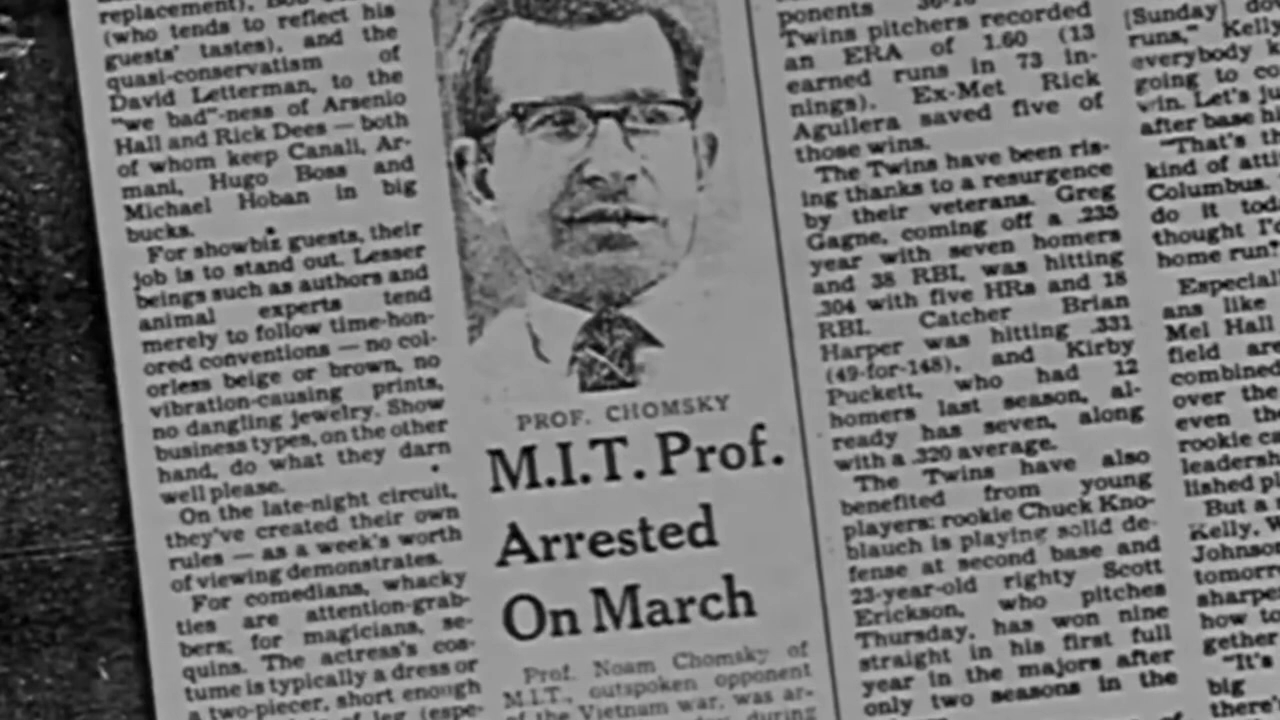 replacement),
(who tends to reflect his
guests' tastes), and the
quasi-conservatism of
David Letterman, to the
"we bad"-ness of Arsenio
Hall and Rick Dees — both
of whom keep Canali, Ar-
mani, Hugo Boss and
Michael Hoban in big
bucks.
For showbiz guests, their
job is to stand out. Lesser
beings such as authors and
animal experts tend
merely to follow time-hon-
ored conventions — no col-
orless beige or brown, no
vibration-causing prints,
no dangling jewelry. Show
business types, on the other
hand, do what they darn
well please.
On the late-night circuit,
they've created their own
rules — as a week's worth
of viewing demonstrates.
For comedians, whacky
ties are attention-grab-
bers; for magicians, se-
quins. The actress's cos-
tume is typically a dress or
A two-piecer, short enough
of leg (espe-
PROF. CHOMSKY
M.I.T. Prof.
Arrested
On March
Prof. Noam Chomsky of
M.I.T., outspoken opponent
of the Vietnam war, was ar-
during
ponents
Twins pitchers recorded
an ERA of 1.60 (13
earned runs in 73 in-
nings). Ex-Met Rick
Aguilera saved five of
those wins.
The Twins have been ris-
ing thanks to a resurgence
by their veterans. Greg
Gagne, coming off a .235
year with seven homers
and 38 RBI, was hitting
.304 with five HRs and 18
RBI. Catcher Brian
Harper was hitting .331
(49-for-148), and Kirby
Puckett, who had 12
homers last season, al-
ready has seven, along
with a .320 average.
The Twins have also
benefited from young
players: rookie Chuck Kno-
blauch is playing solid de-
fense at second base and
23-year-old righty Scott
Erickson, who pitches
Thursday, has won nine
straight in his first full
year in the majors after
only two seasons in the
[Sunday]
runs," Kelly
everybody
going to
win. Let's
after base
"That's
kind of
Columbus.
do it
thought I'd
home run?
Especial
ans like
Mel Hall
field are
combined
over the
even
rookie
leadersh
lished
But a
Kelly,
Johnson
tomorr
sharpe
how to
gether
"It's
big
there'